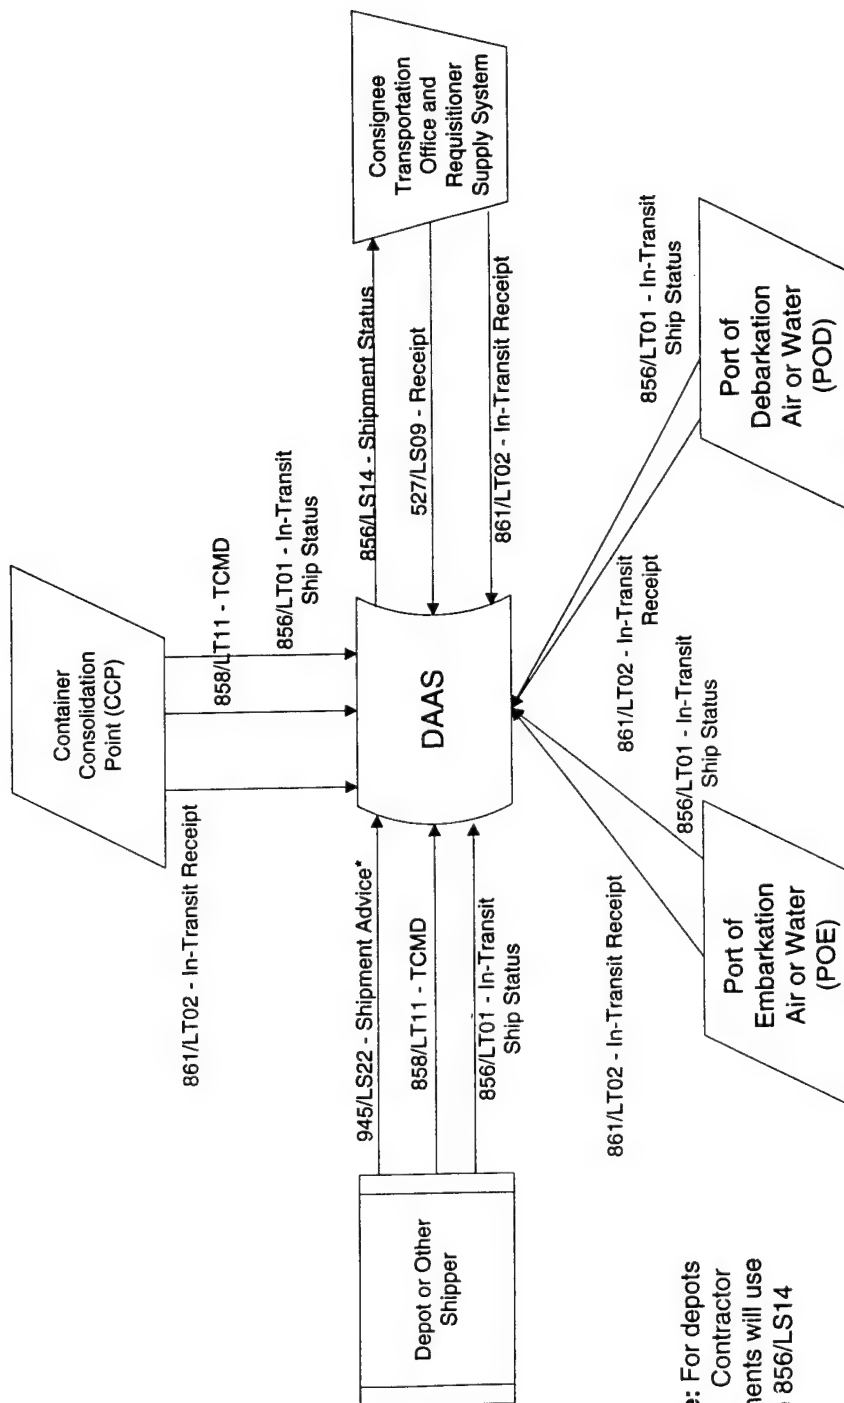 Container
Consolidation
Point (CCP)
861/LT02 - In-Transit Receipt
858/LT11 - TCMD
856/LT01 - In-Transit
Ship Status
Depot or Other
Shipper
945/LS22 - Shipment Advice*
858/LT11 - TCMD
856/LT01 - In-Transit
Ship Status
DAAS
856/LS14 - Shipment Status
527/LS09 - Receipt
861/LT02 - In-Transit Receipt
Consignee
Transportation
Office and
Requisitioner
Supply System
861/LT02 - In-Transit Receipt
856/LT01 - In-Transit
Ship Status
861/LT02 - In-Transit
Receipt
856/LT01 - In-Transit
Ship Status
Port of
Embarkation
Air or Water
(POE)
Port of
Debarkation
Air or Water
(POD)
For depots
Contractor
will use
856/LS14